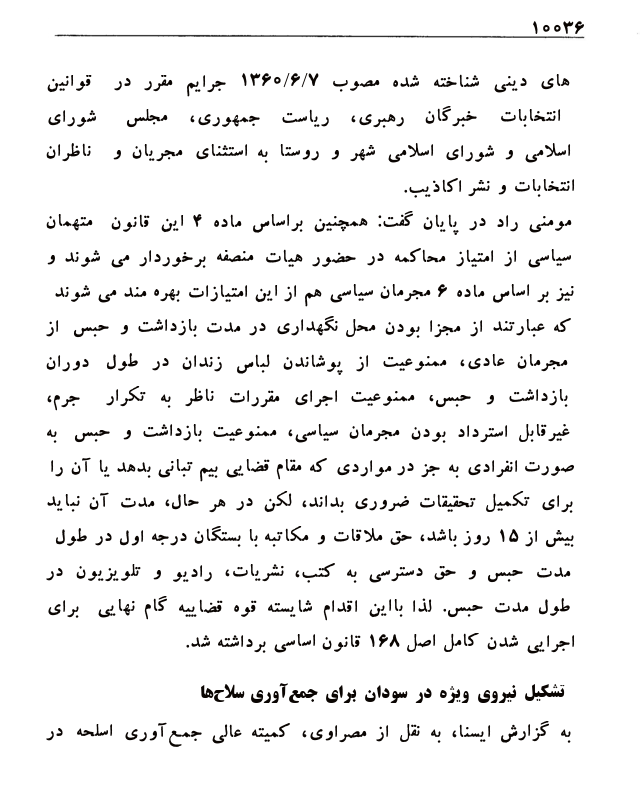 ۱۰۰۳۶
های دینی شناخته شده مصوب ۱۳۶۰/۶/۷ جرایم مقرر در قوانین
انتخابات خبرگان رهبری، ریاست جمهوری، مجلس شورای
اسلامی و شورای اسلامی شهر و روستا به استثنای مجریان و ناظران
انتخابات و نشر اکاذیب.
مومنی راد در پایان گفت: همچنین براساس ماده ۴ این قانون متهمان
سیاسی از امتیاز محاکمه در حضور هیات منصفه برخوردار می شوند و
نیز بر اساس ماده ۶ مجرمان سیاسی هم از این امتیازات بهره مند می شوند
که عبارتند از مجزا بودن محل نگهداری در مدت بازداشت و حبس از
مجرمان عادی، ممنوعیت از پوشاندن لباس زندان در طول دوران
بازداشت و حبس، ممنوعیت اجرای مقررات ناظر به تکرار جرم،
غیرقابل استرداد بودن مجرمان سیاسی، ممنوعیت بازداشت و حبس به
صورت انفرادی به جز در مواردی که مقام قضایی بیم تبانی بدهد یا آن را
برای تکمیل تحقیقات ضروری بداند، لکن در هر حال، مدت آن نباید
بیش از ۱۵ روز باشد، حق ملاقات و مکاتبه با بستگان درجه اول در طول
مدت حبس و حق دسترسی به کتب، نشریات، رادیو و تلویزیون در
طول مدت حبس. لذا بااین اقدام شایسته قوه قضاییه گام نهایی برای
اجرایی شدن کامل اصل ۱۶۸ قانون اساسی برداشته شد.
تشکیل نیروی ویژه در سودان برای جمع‌آوری سلاح‌ها
به گزارش ایسنا، به نقل از مصراوی، کمیته عالی جمع‌آوری اسلحه در